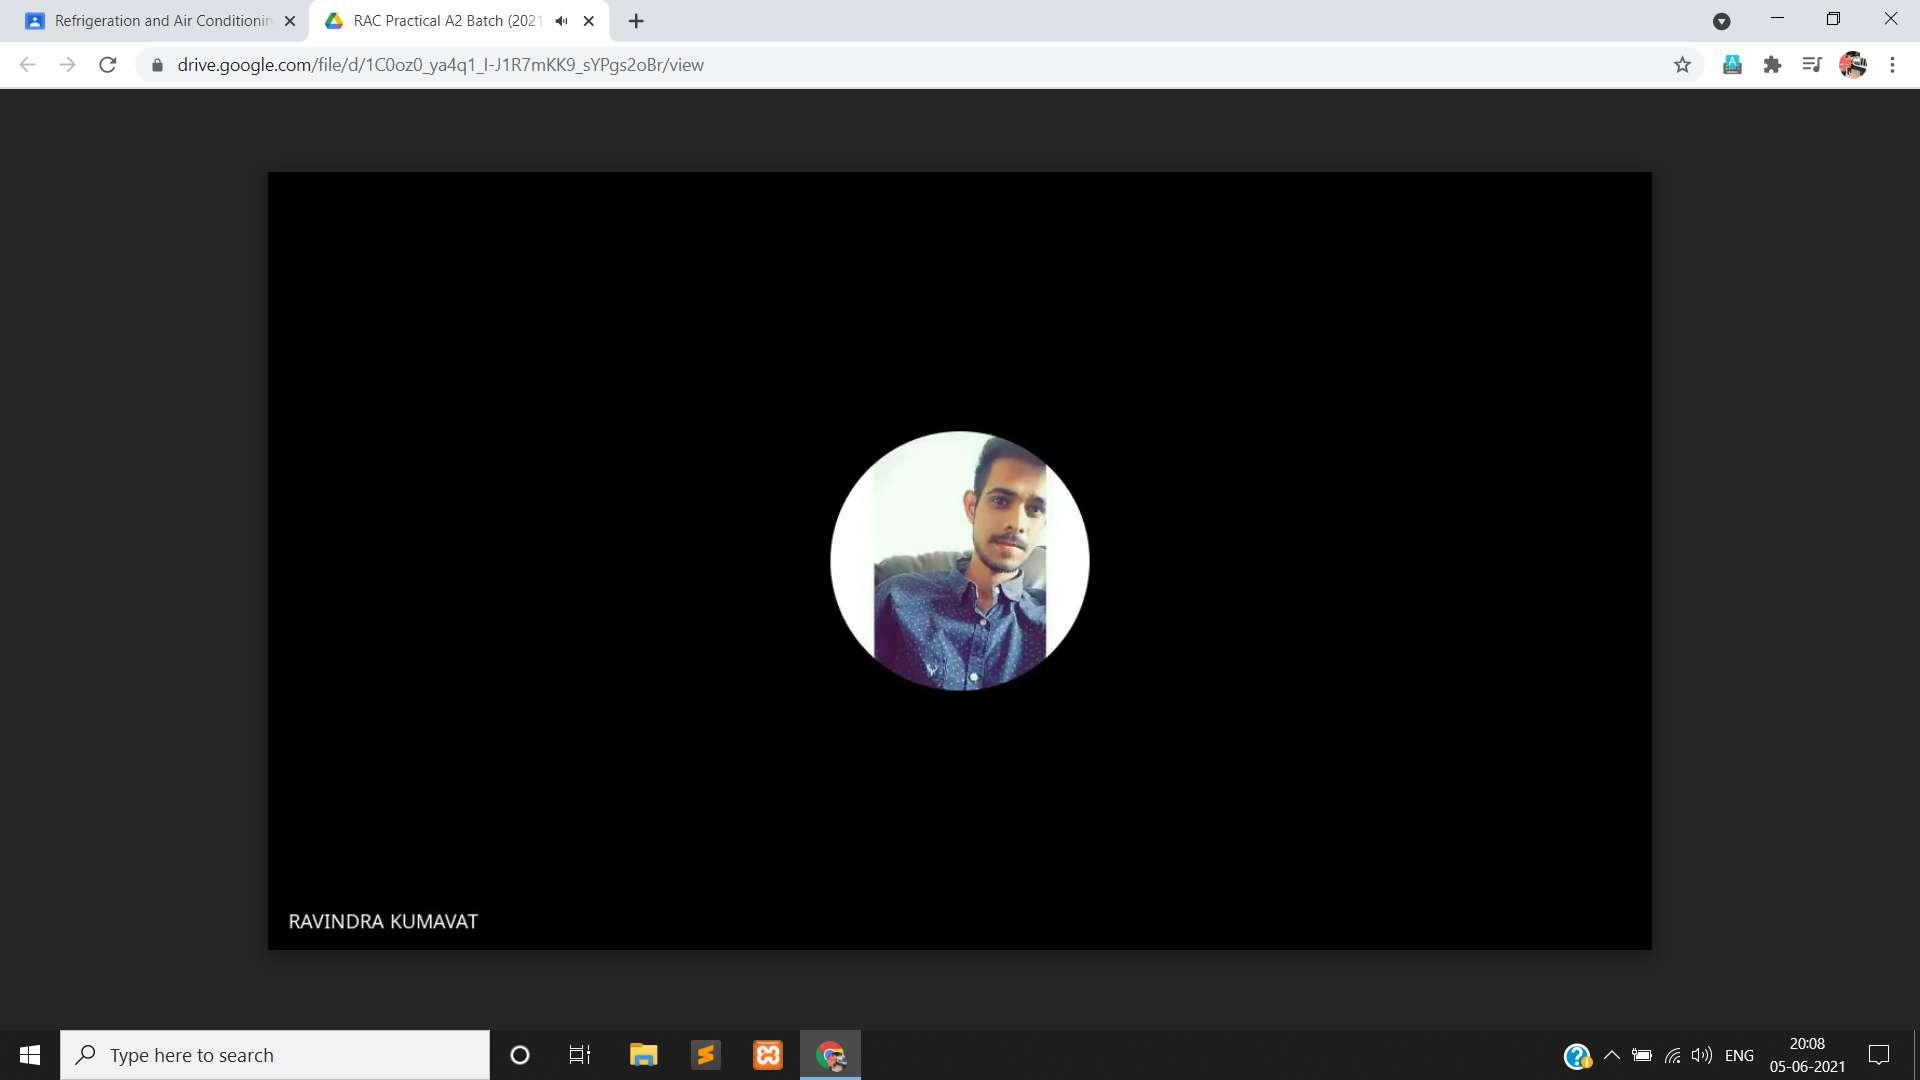 Refrigeration and Air Conditionin
RAC Practical A2 Batch (2021
drive.google.com/file/d/1C0oz0_ya4q1_l-J1R7mKK9_sYPgs2oBr/view
RAVINDRA KUMAVAT
Type here to search
ENG
20:08
05-06-2021